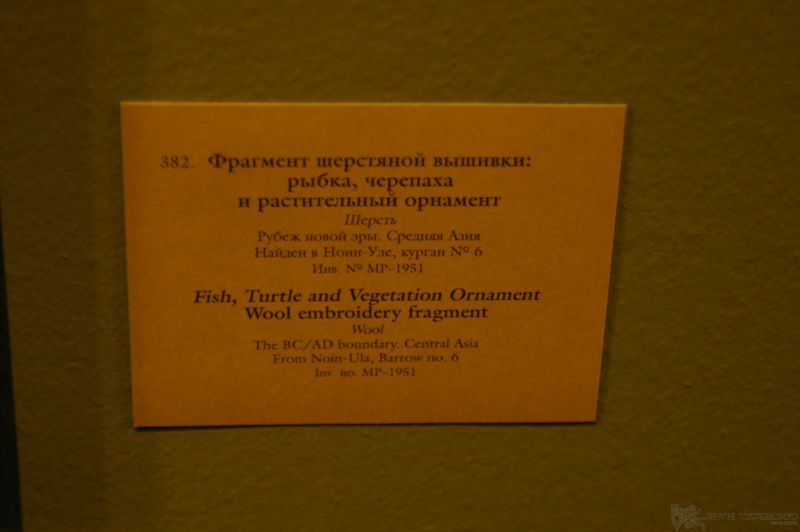 382. Фрагмент шерстяной вышивки:
рыбка, черепаха
и растительный орнамент
Шерсть
Рубеж новой эры. Средняя Азия
Найден в Ноин-Уле, курган № 6
Инв. № МР–1951
Fish, Turtle and Vegetation Ornament
Wool embroidery fragment
Wool
The BC/AD boundary. Central Asia
From Noin-Ula, Barrow no. 6
Inv. no. MP–1951